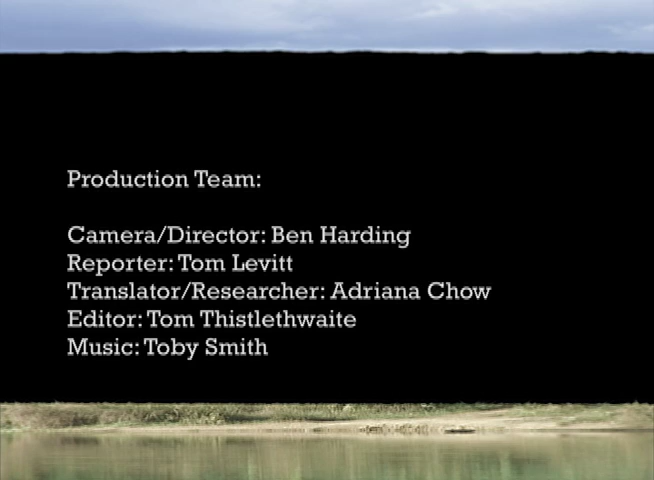 Production Team:
Camera/Director: Ben Harding
Reporter: Tom Levitt
Translator/Researcher: Adriana Chow
Editor: Tom Thistlethwaite
Music: Toby Smith